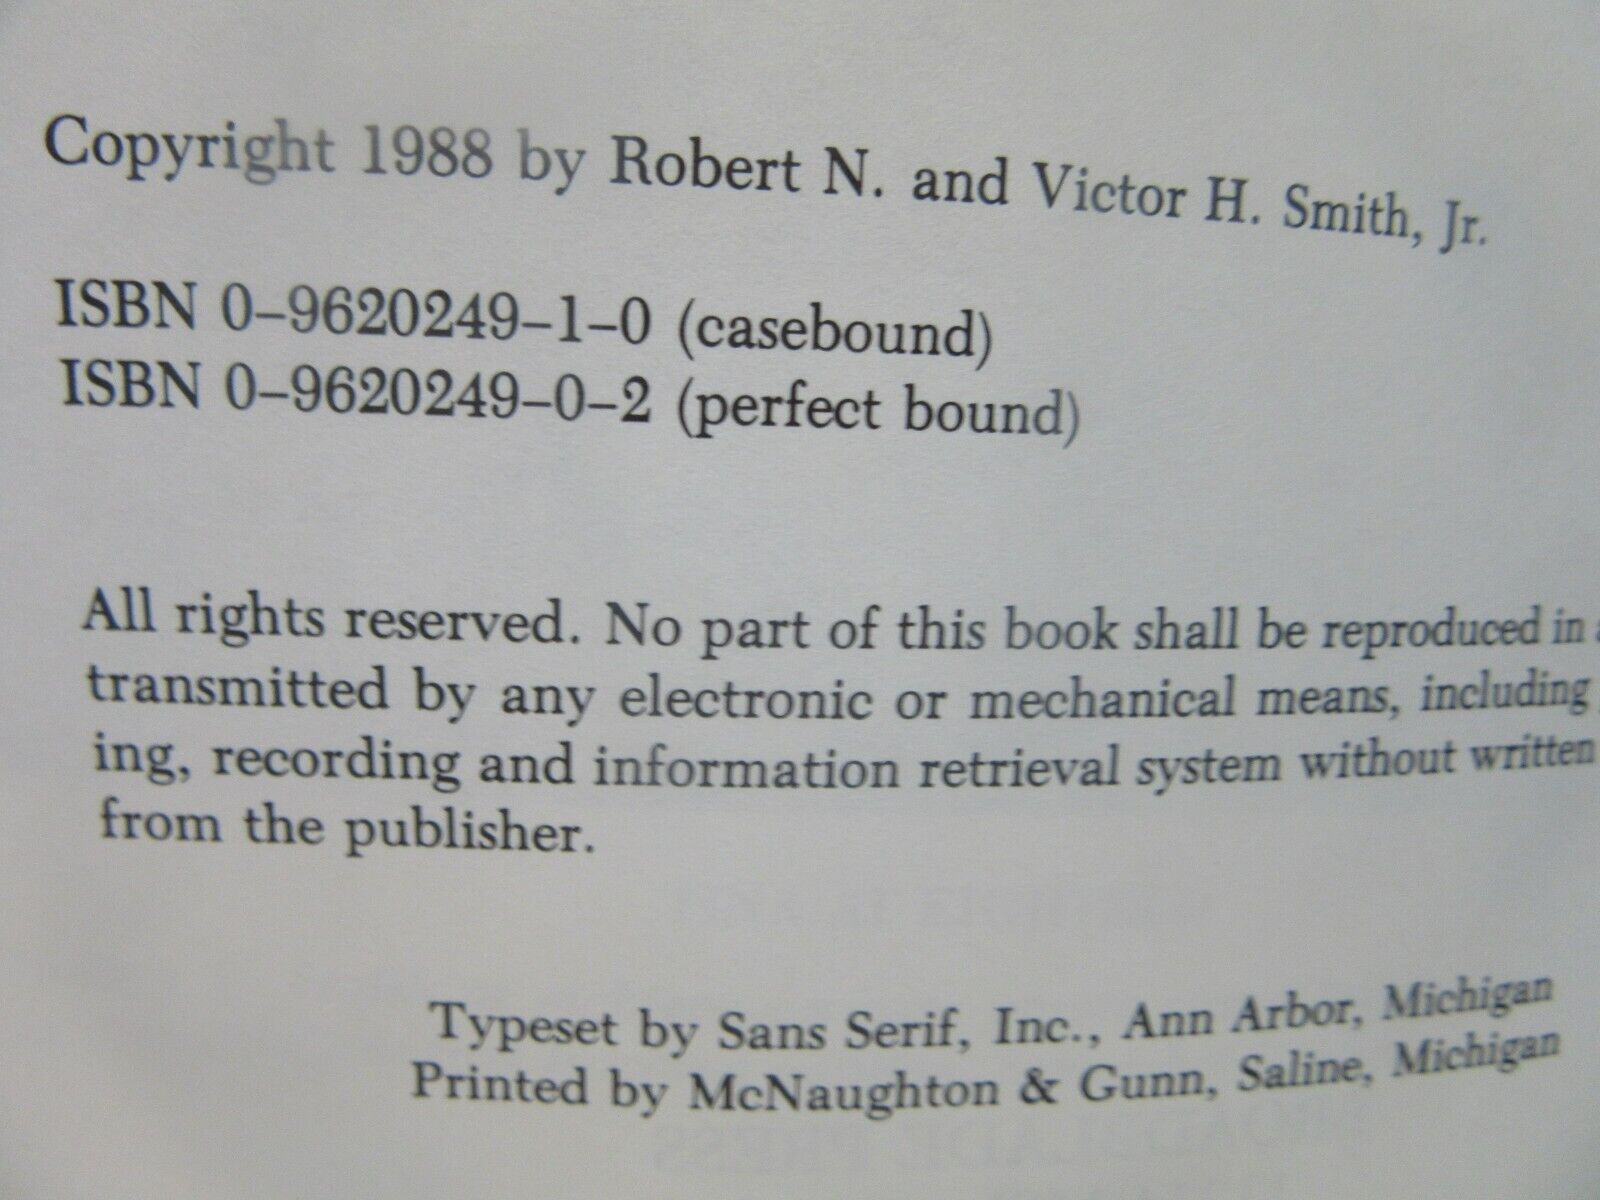 Copyright 1988 by Robert N. and Victor H. Smith, Jr.
ISBN 0–9620249–1–0 (casebound)
ISBN 0–9620249–0–2 (perfect bound)
All rights reserved. No part of this book shall be reproduced in
transmitted by any electronic or mechanical means, including
ing, recording and information retrieval system without written
from the publisher.
Typeset by Sans Serif, Inc., Ann Arbor, Michigan
Printed by McNaughton & Gunn, Saline, Michigan